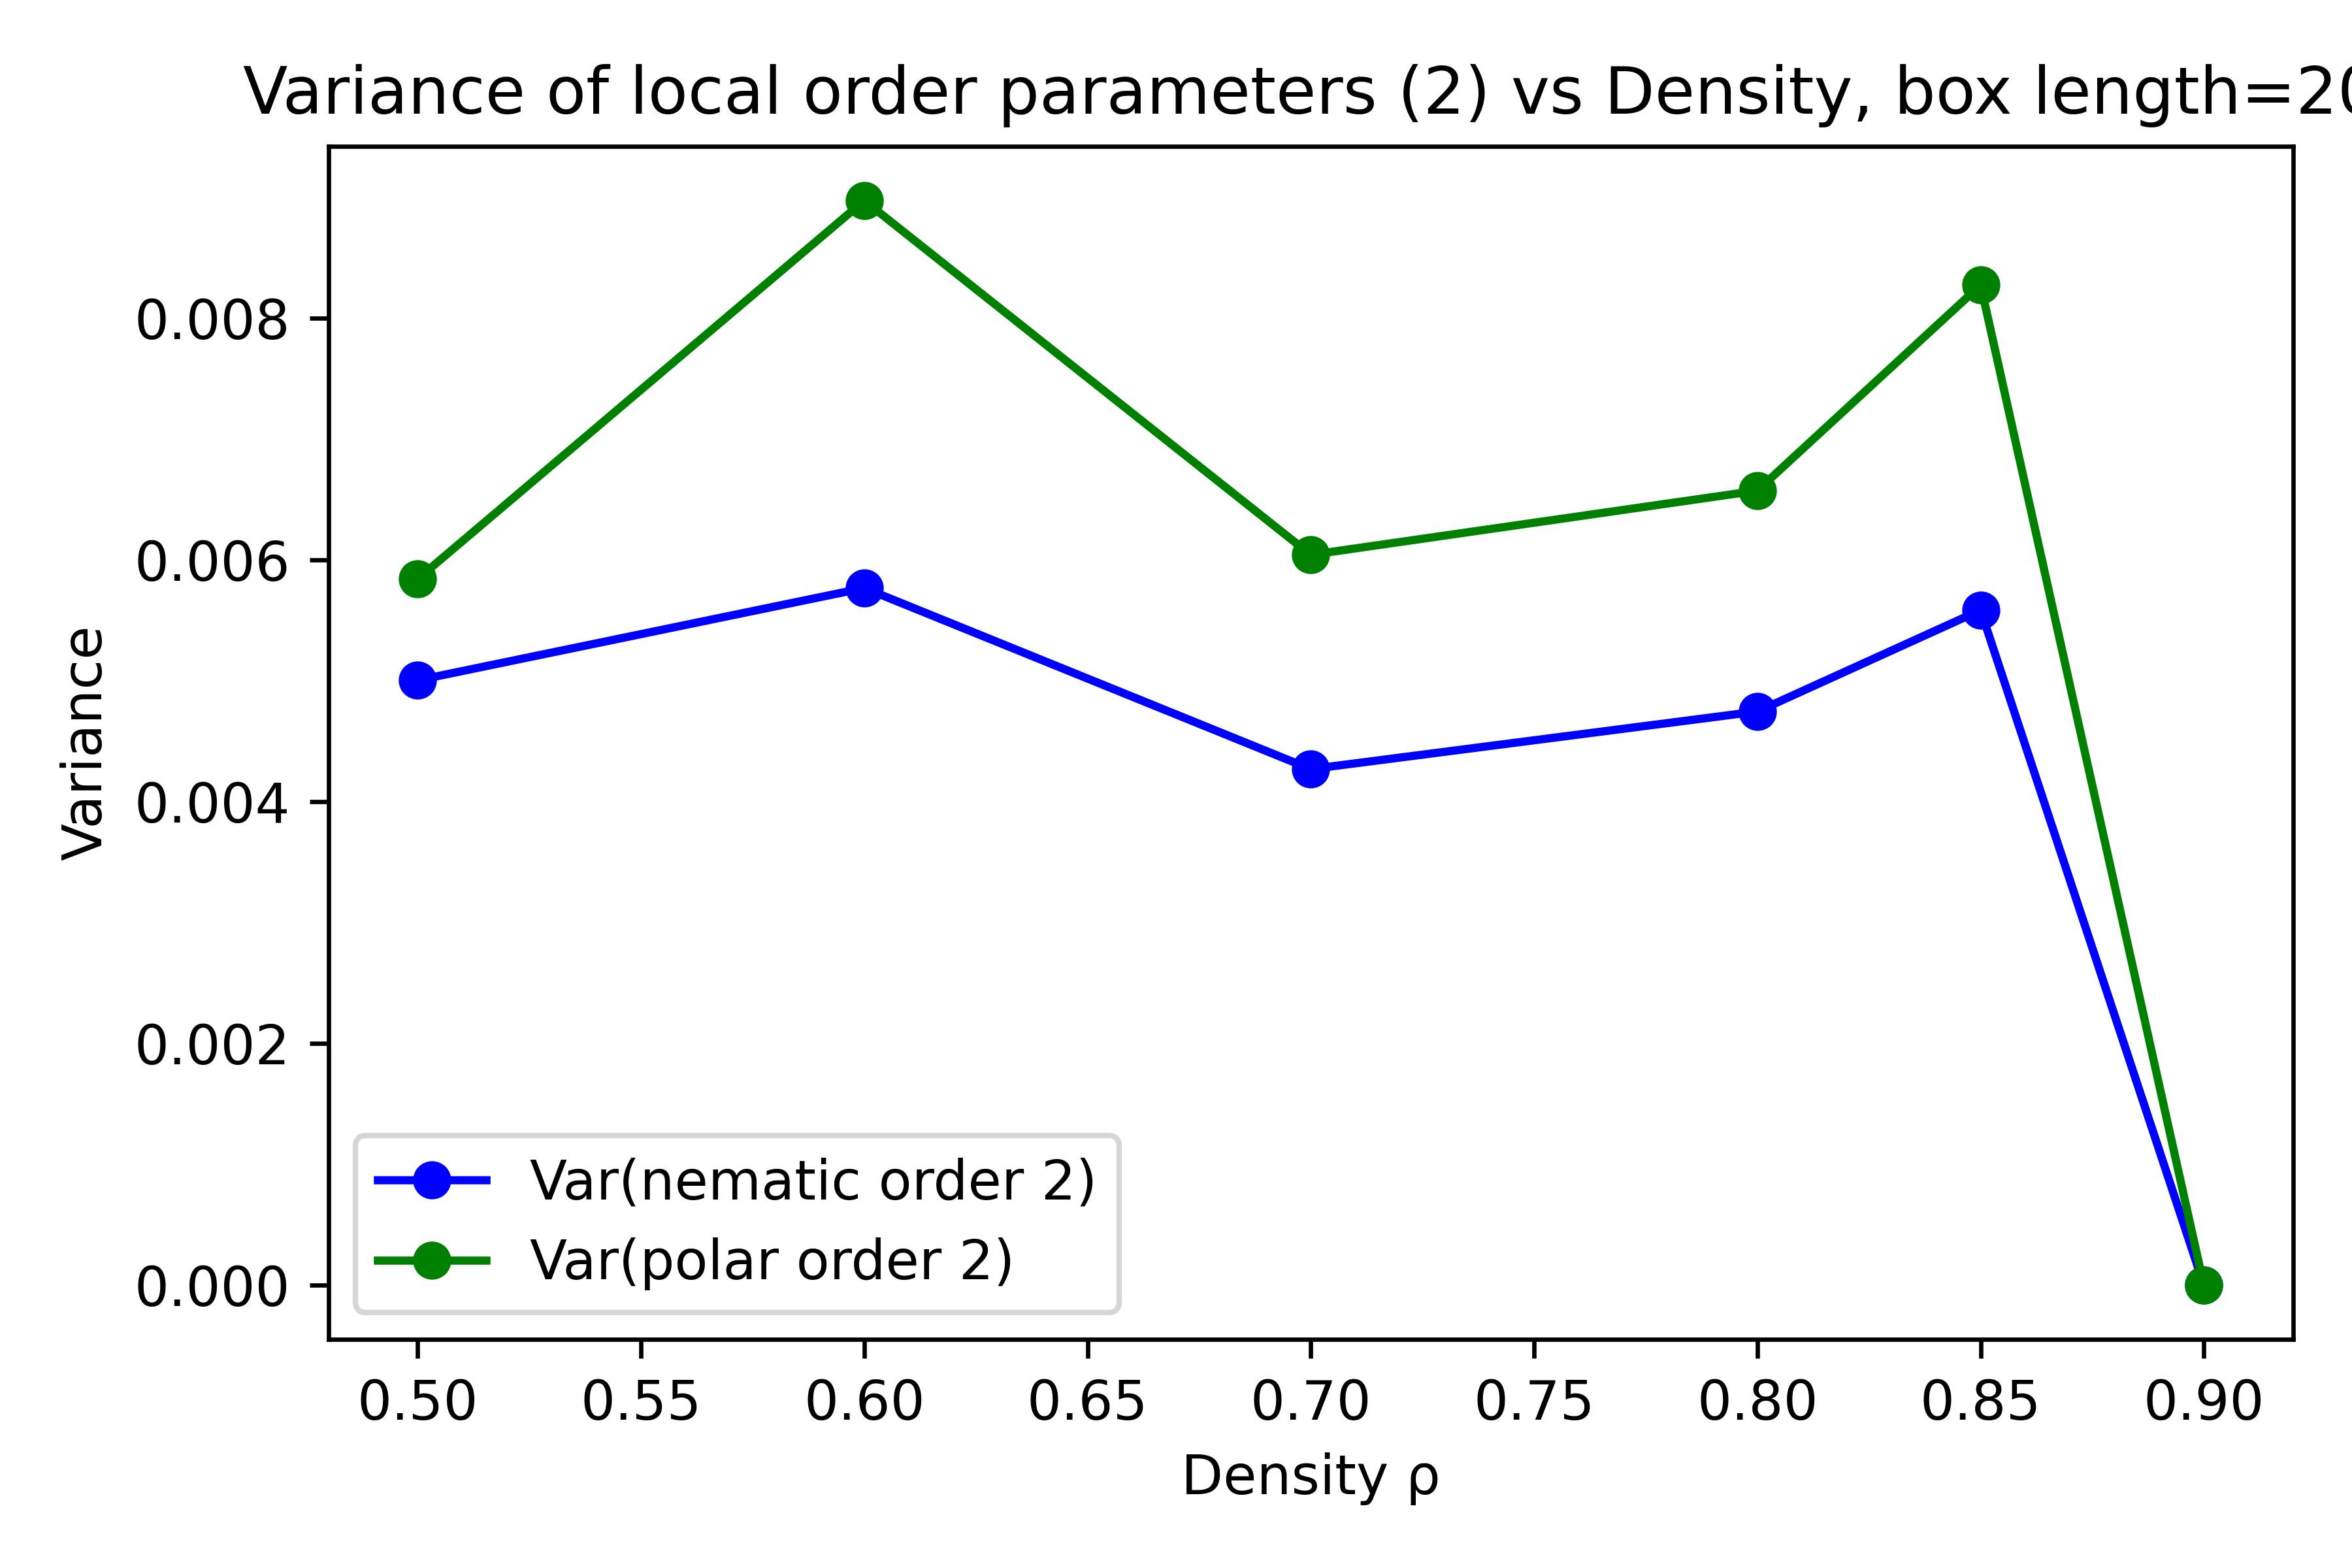 Variance of local order parameters (2) vs Density, box length=20
Variance
0.008
0.006
0.004
0.002
0.000
Var(nematic order 2)
Var(polar order 2)
0.50 0.55 0.60 0.65 0.70 0.75 0.80 0.85 0.90
Density ρ